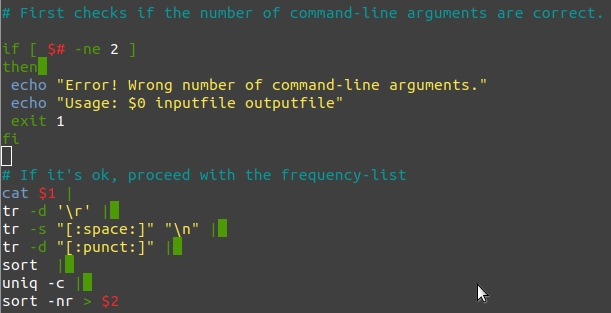 # First checks if the number of command-line arguments are correct.
if [ $# -ne 2 ]
then
echo "Error! Wrong number of command-line arguments."
echo "Usage: $0 inputfile outputfile"
exit 1
fi
# If it's ok, proceed with the frequency-list
cat $1 |
tr -d '\r' |
tr -s "[:space:]" "\n" |
tr -d "[:punct:]" |
sort  |
uniq -c |
sort -nr > $2